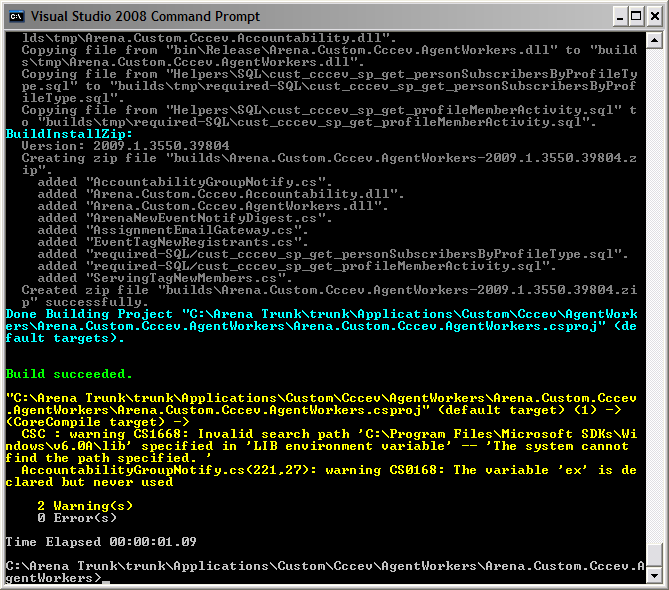 Visual Studio 2008 Command Prompt
lds\tmp\Arena.Custom.Cccev.Accountability.dll".
Copying file from "bin\Release\Arena.Custom.Cccev.AgentWorkers.dll" to "build
s\tmp\Arena.Custom.Cccev.AgentWorkers.dll".
Copying file from "Helpers\SQL\cust_cccev_sp_get_personSubscribersByProfileTy
pe.sql" to "builds\tmp\required-SQL\cust_cccev_sp_get_personSubscribersByProf
ileType.sql".
Copying file from "Helpers\SQL\cust_cccev_sp_get_profileMemberActivity.sql" t
o "builds\tmp\required-SQL\cust_cccev_sp_get_profileMemberActivity.sql".
BuildInstallZip:
Version: 2009.1.3550.39804
Creating zip file "builds\Arena.Custom.Cccev.AgentWorkers-2009.1.3550.39804.z
ip".
added "AccountabilityGroupNotify.cs".
added "Arena.Custom.Cccev.Accountability.dll".
added "Arena.Custom.Cccev.AgentWorkers.dll".
added "ArenaNewEventNotifyDigest.cs".
added "AssignmentEmailGateway.cs".
added "EventTagNewRegistrants.cs".
added "required-SQL/cust_cccev_sp_get_personSubscribersByProfileType.sql".
added "required-SQL/cust_cccev_sp_get_profileMemberActivity.sql".
added "ServingTagNewMembers.cs".
Created zip file "builds\Arena.Custom.Cccev.AgentWorkers-2009.1.3550.39804.zi
p" successfully.
Done Building Project "C:\Arena Trunk\trunk\Applications\Custom\Cccev\AgentWork
ers\Arena.Custom.Cccev.AgentWorkers\Arena.Custom.Cccev.AgentWorkers.csproj" (de
fault targets).
Build succeeded.
"C:\Arena Trunk\trunk\Applications\Custom\Cccev\AgentWorkers\Arena.Custom.Cccev
.AgentWorkers\Arena.Custom.Cccev.AgentWorkers.csproj" (default target) (1) ->
(CoreCompile target) ->
CSC : warning CS1668: Invalid search path 'C:\Program Files\Microsoft SDKs\Wi
ndows\v6.0A\lib' specified in 'LIB environment variable' -- 'The system cannot
find the path specified. '
AccountabilityGroupNotify.cs(221,27): warning CS0168: The variable 'ex' is de
clared but never used
2 Warning(s)
0 Error(s)
Time Elapsed 00:00:01.09
C:\Arena Trunk\trunk\Applications\Custom\Cccev\AgentWorkers\Arena.Custom.Cccev.A
gentWorkers>_